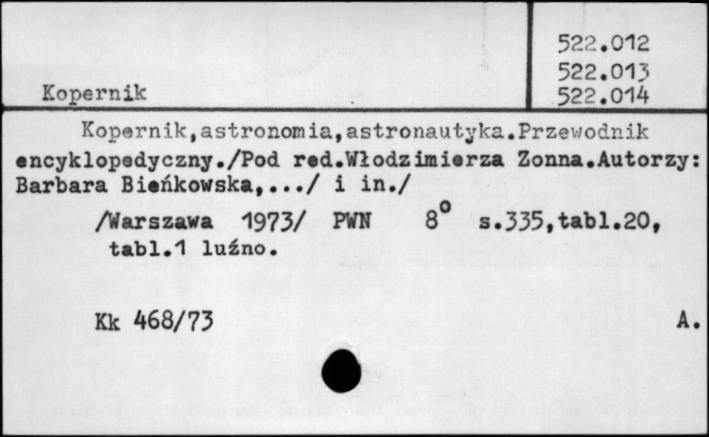 522.012
522.013
Kopernik 522.014
Kopernik,astronomia,astronautyka.Przewodnik
encyklopedyczny./Pod red.Włodzimierza Zonna.Autorzy:
Barbara Bieńkowska,.../ i in./
/Warszawa 1973/ PWN 8° s.335,tabl.20,
tabl.1 luźno.
Kk 468/73 A.